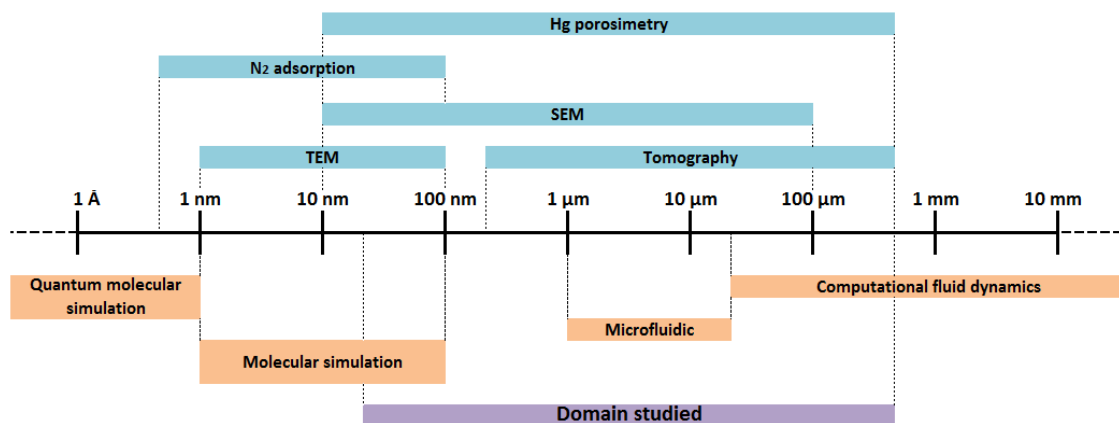 Hg porosimetry
N2 adsorption
SEM
TEM
Tomography
1 Å
1 nm
10 nm
100 nm
1 µm
10 µm
100 µm
1 mm
10 mm
Quantum molecular
simulation
Computational fluid dynamics
Microfluidic
Molecular simulation
Domain studied